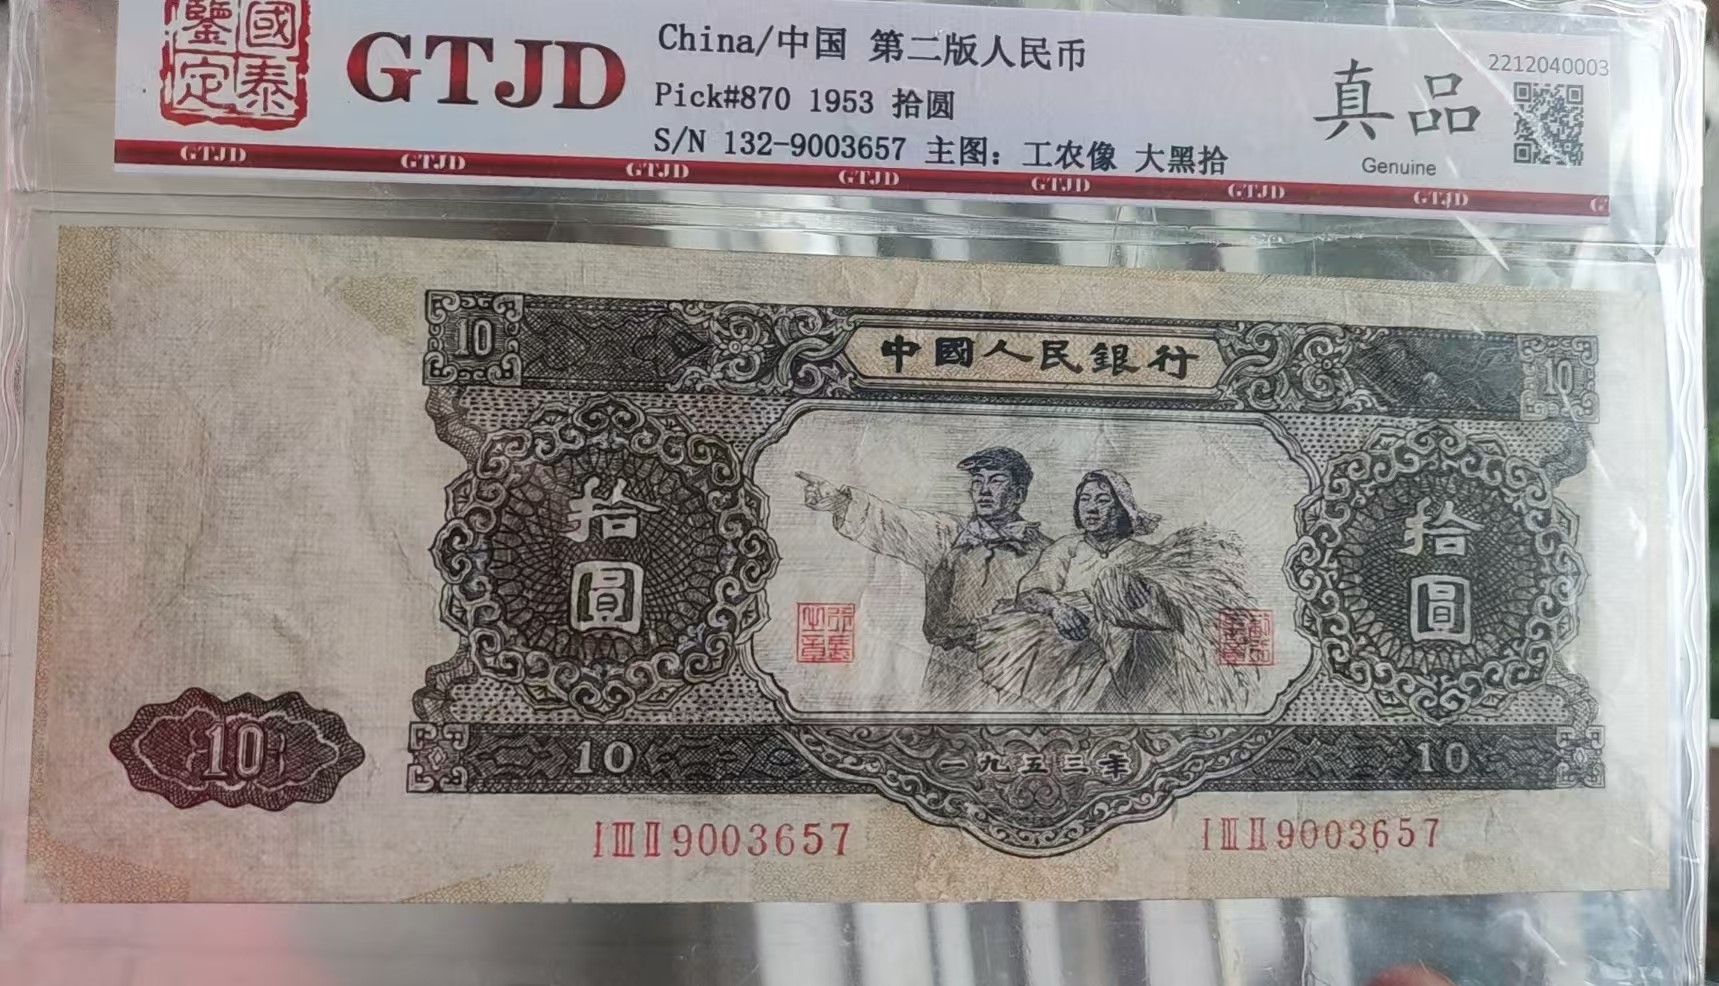 國泰鑒定
GTJD
China/中国 第二版人民币
Pick#870 1953 拾圆
S/N 132-9003657 主图：工农像 大黑拾
真品
Genuine
2212040003
GTJD GTJD GTJD GTJD GTJD GTJD GTJD
10 中國人民銀行 10
拾圓 拾圓
10
10 一九五三年 10
ⅠⅢⅡ9003657 ⅠⅢⅡ9003657